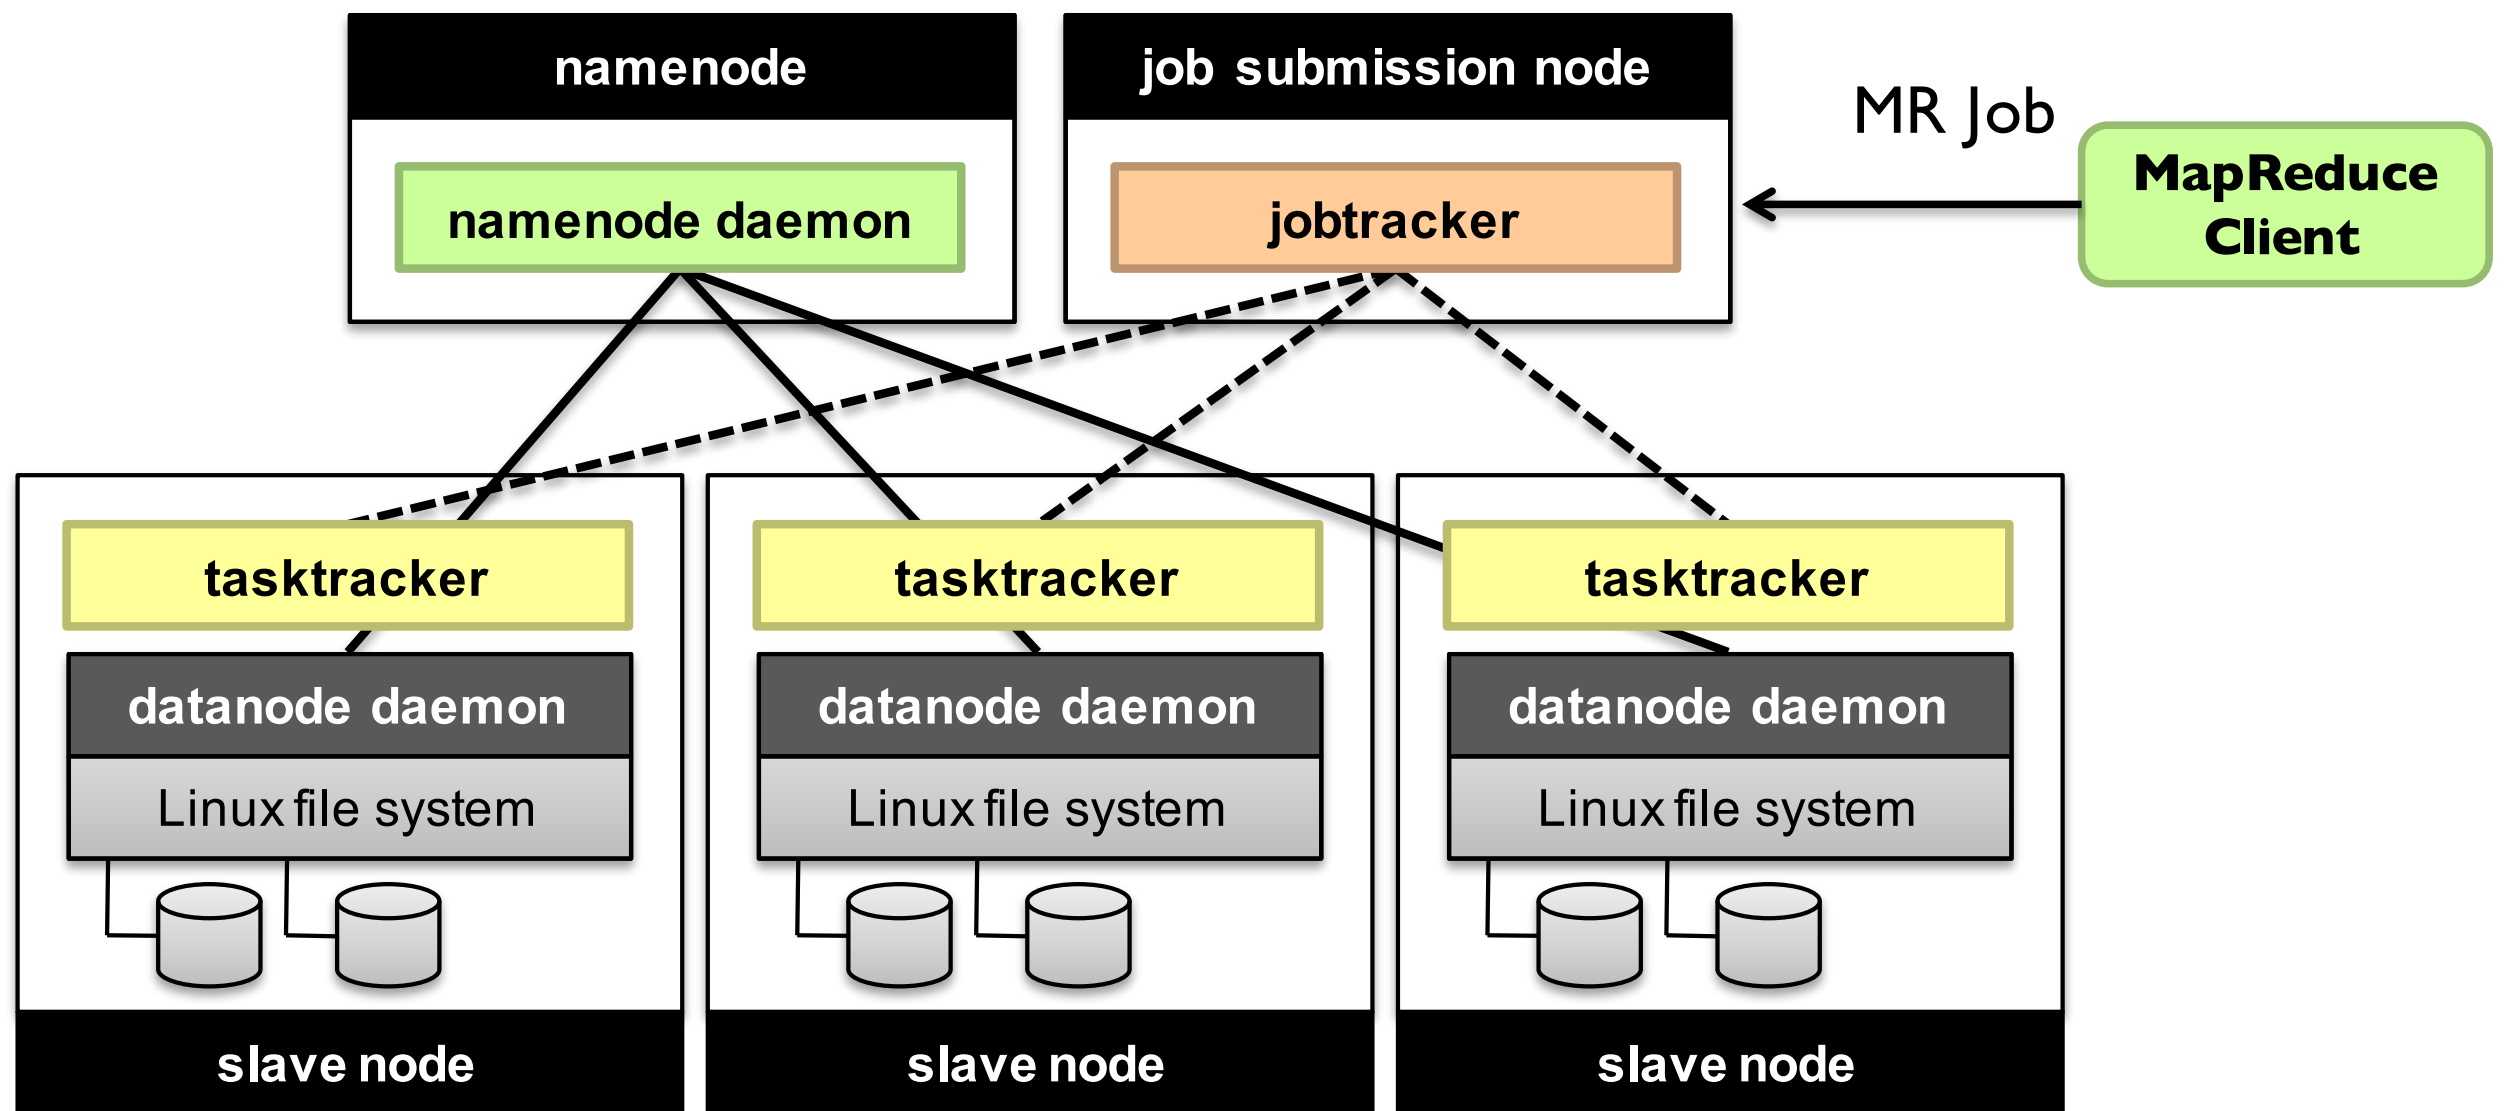 namenode
job submission node
MR Job
MapReduce
Client
namenode daemon
jobtracker
tasktracker
tasktracker
tasktracker
datanode daemon
datanode daemon
datanode daemon
Linux file system
Linux file system
Linux file system
slave node
slave node
slave node